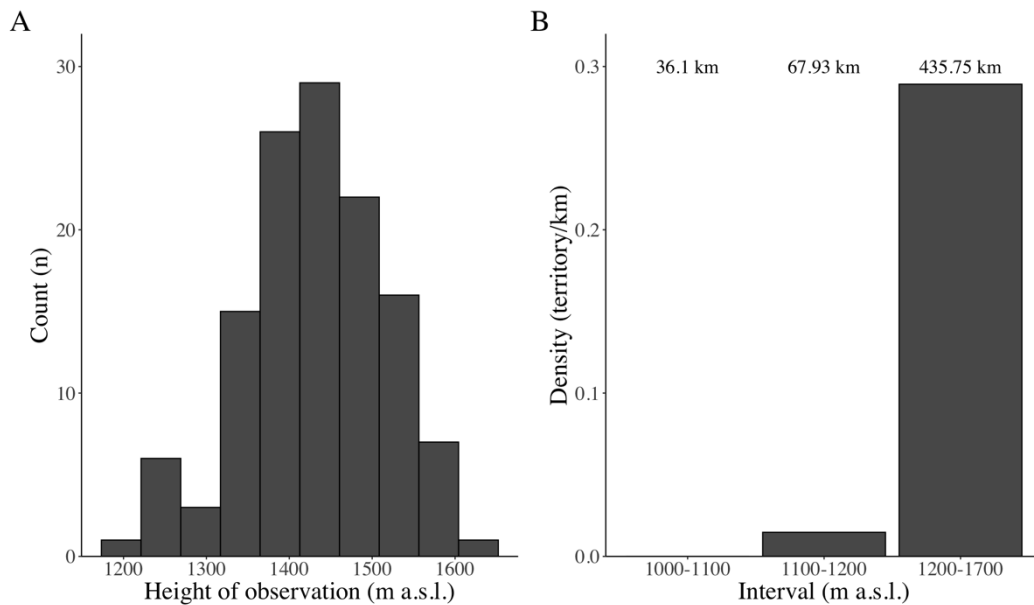 A
Count (n)
30
20
10
0
1200 1300 1400 1500 1600
Height of observation (m a.s.l.)
B
Density (territory/km)
0.3
0.2
0.1
0.0
36.1 km 67.93 km 435.75 km
1000-1100 1100-1200 1200-1700
Interval (m a.s.l.)